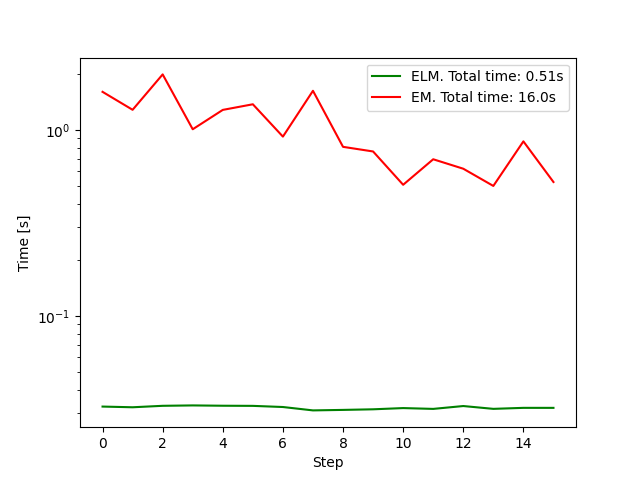 ELM. Total time: 0.51s
EM. Total time: 16.0s
10⁰
10⁻¹
Time [s]
0 2 4 6 8 10 12 14
Step